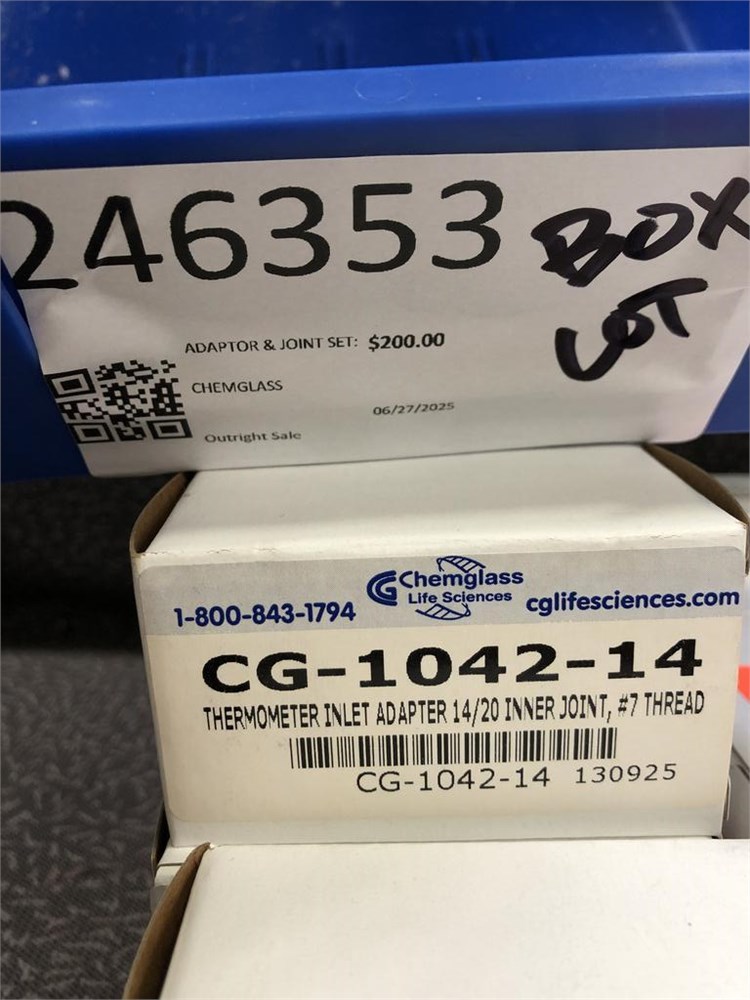 246353
BOX
LOT
ADAPTOR & JOINT SET: $200.00
CHEMGLASS
06/27/2025
Outright Sale
Chemglass
Life Sciences
1-800-843-1794
cglifesciences.com
CG-1042-14
THERMOMETER INLET ADAPTER 14/20 INNER JOINT, #7 THREAD
CG-1042-14 130925